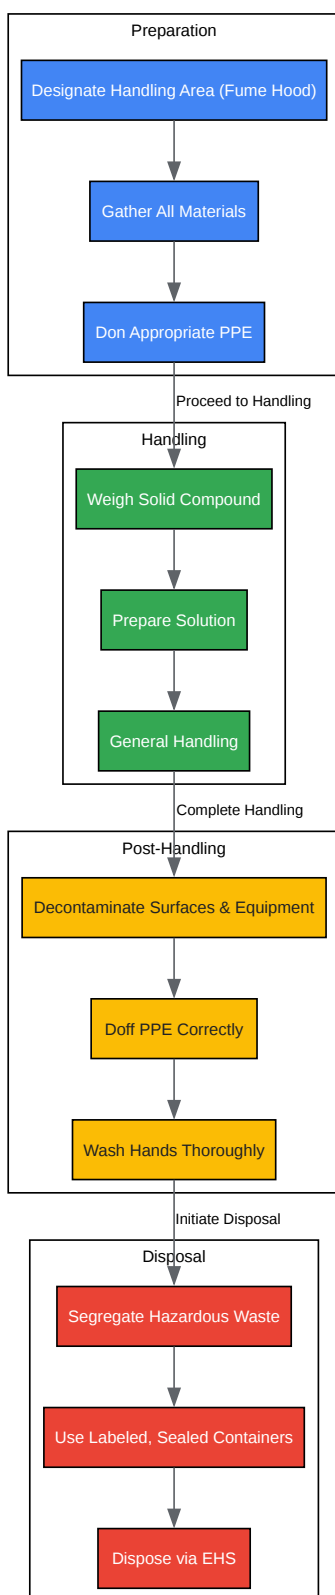 Preparation
Designate Handling Area (Fume Hood)
Gather All Materials
Don Appropriate PPE
Proceed to Handling
Handling
Weigh Solid Compound
Prepare Solution
General Handling
Complete Handling
Post-Handling
Decontaminate Surfaces & Equipment
Doff PPE Correctly
Wash Hands Thoroughly
Initiate Disposal
Disposal
Segregate Hazardous Waste
Use Labeled, Sealed Containers
Dispose via EHS